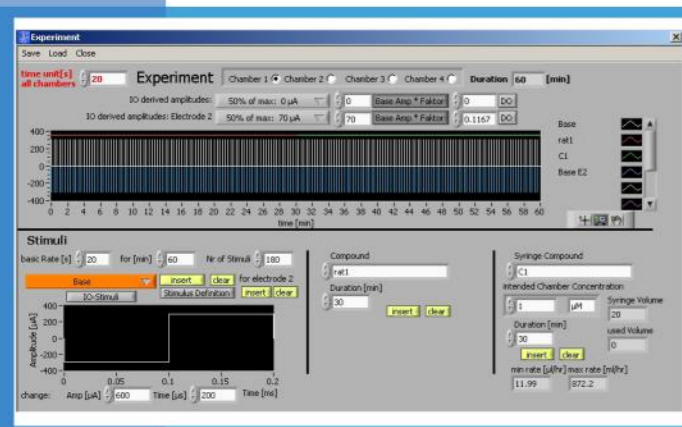 Experiment
Save Load Close
time unit[s] 20 Experiment Chamber 1 Chamber 2 Chamber 3 Chamber 4 Duration 60 [min]
all chambers
IO derived amplitudes: 50% of max: 0 µA 0 Base Amp * Faktor 0 DO
IO derived amplitudes: Electrode 2 50% of max: 70 µA 70 Base Amp * Faktor 0.1167 DO
400
200
0
-200
-400
0 2 4 6 8 10 12 14 16 18 20 22 24 26 28 30 32 34 36 38 40 42 44 46 48 50 52 54 56 58 60
time [min]
Base
rat1
C1
Base E2
Stimuli
basic Rate [s] 20 for [min] 60 Nr of Stimuli 180
Base insert clear for electrode 2
IO-Stimuli Stimulus Definition insert clear
Amplitude [µA]
400
200
0
-200
-400
0 0.05 0.1 0.15 0.2
change: Amp [µA] 600 Time [µs] 200 Time [ms]
Compound
rat1
Duration [min]
30
insert clear
Syringe Compound
C1
intended Chamber Concentration
1 µM Syringe Volume
20
Duration [min] used Volume
30 0
insert clear
min rate [µl/hr] max rate [ml/hr]
11.99 872.2